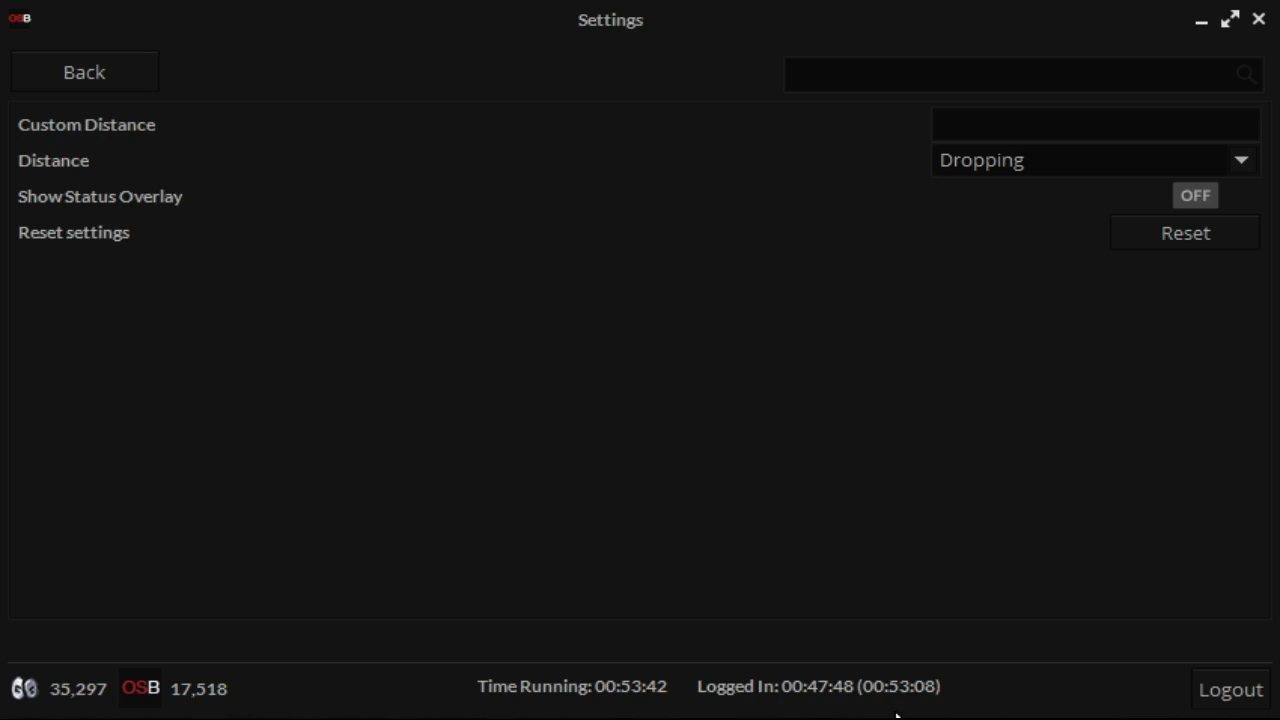 OSB Settings
Back
Custom Distance
Distance Dropping
Show Status Overlay OFF
Reset settings Reset
35,297 OSB 17,518 Time Running: 00:53:42 Logged In: 00:47:48 (00:53:08) Logout